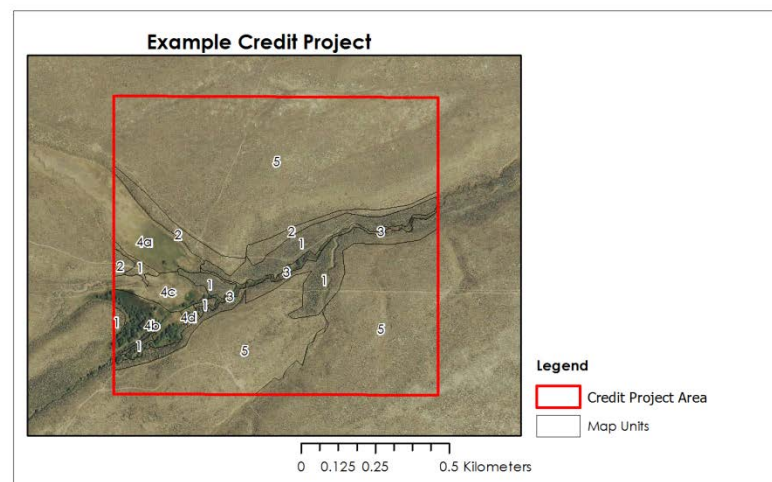 Example Credit Project
5
2
1
3
2
4a
2
1
3
1
1
4c
3
1
1
4b
4d
5
5
1
Legend
Credit Project Area
Map Units
0 0.125 0.25 0.5 Kilometers